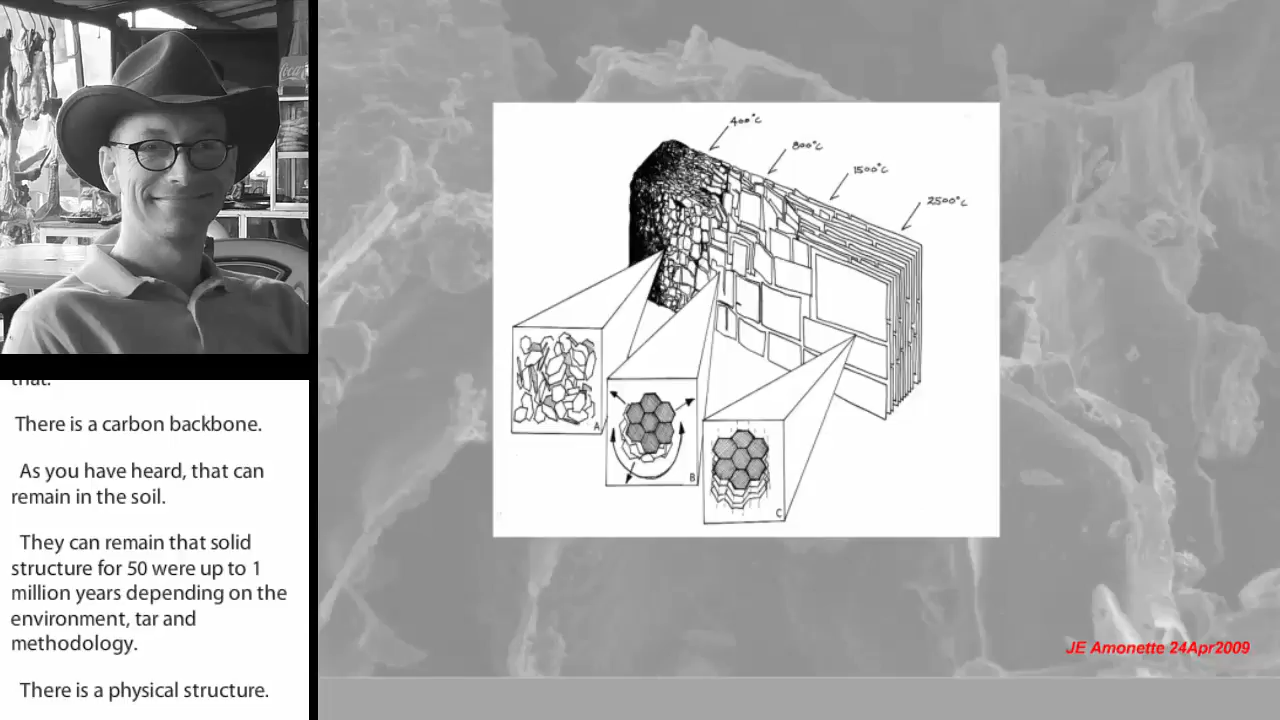 that.
There is a carbon backbone.
As you have heard, that can
remain in the soil.
They can remain that solid
structure for 50 were up to 1
million years depending on the
environment, tar and
methodology.
There is a physical structure.
400°C
800°C
1500°C
2500°C
A
B
C
JE Amonette 24Apr2009